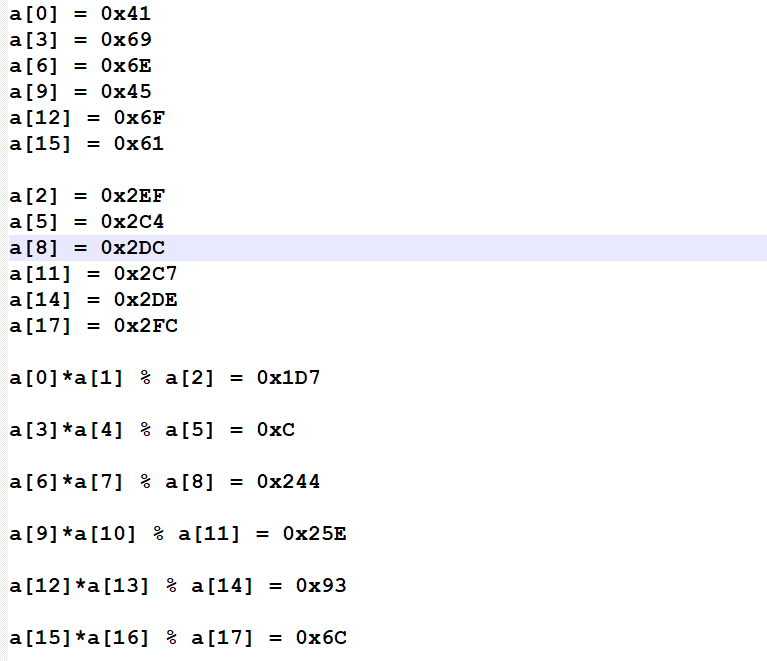 a[0] = 0x41
a[3] = 0x69
a[6] = 0x6E
a[9] = 0x45
a[12] = 0x6F
a[15] = 0x61
a[2] = 0x2EF
a[5] = 0x2C4
a[8] = 0x2DC
a[11] = 0x2C7
a[14] = 0x2DE
a[17] = 0x2FC
a[0]*a[1] % a[2] = 0x1D7
a[3]*a[4] % a[5] = 0xC
a[6]*a[7] % a[8] = 0x244
a[9]*a[10] % a[11] = 0x25E
a[12]*a[13] % a[14] = 0x93
a[15]*a[16] % a[17] = 0x6C